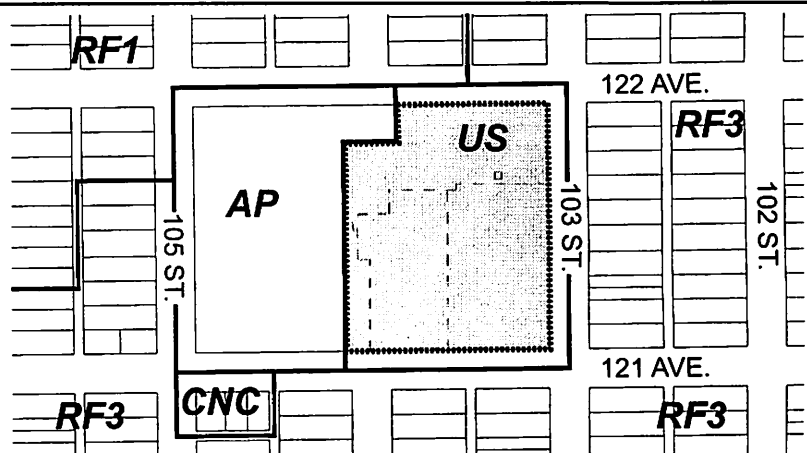 RF1
122 AVE.
US
RF3
AP
105 ST.
103 ST.
102 ST.
121 AVE.
CNC
RF3
RF3